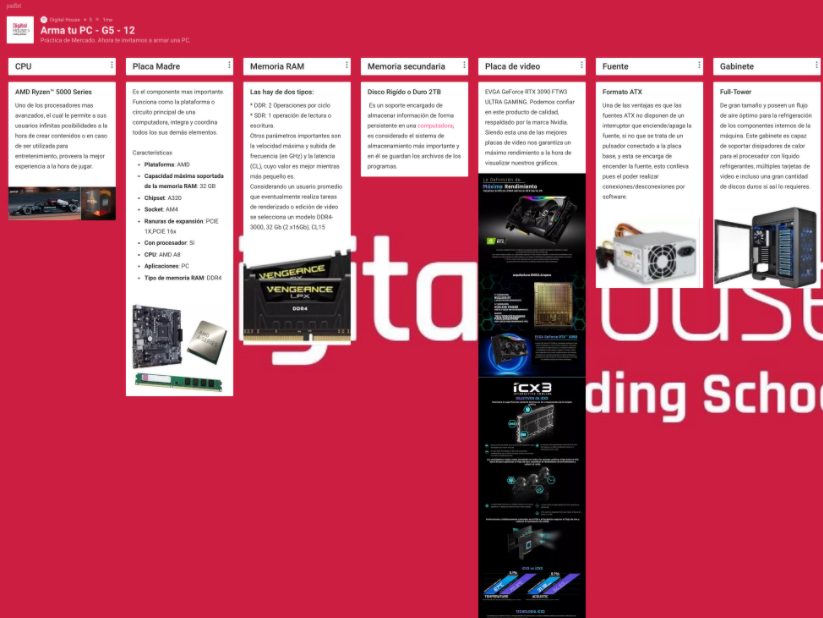 padlet
Digital House
Arma tu PC - G5 - 12
Práctica de Mercado. Ahora te invitamos a armar una PC.
CPU
AMD Ryzen™ 5000 Series
Uno de los procesadores mas
avanzados, el cual le permite a sus
usuarios infinitas posibilidades a la
hora de crear contenidos o en caso
de ser utilizada para
entretenimiento, proveera la mejor
experiencia a la hora de jugar.
Placa Madre
Es el componente mas importante.
Funciona como la plataforma o
circuito principal de una
computadora, integra y coordina
todos los sus demás elementos.
Características
Plataforma: AMD
Capacidad máxima soportada
de la memoria RAM: 32 GB
Chipset: A320
Socket: AM4
Ranuras de expansión: PCIE
1X,PCIE 16x
Con procesador: Sí
CPU: AMD A8
Aplicaciones: PC
Tipo de memoria RAM: DDR4
Memoria RAM
Las hay de dos tipos:
* DDR: 2 Operaciones por ciclo
* SDR: 1 operación de lectura o
escritura.
Otros parámetros importantes son
la velocidad máxima y subida de
frecuencia (en GHz) y la latencia
(CL), cuyo valor es mejor mientras
más pequeño es.
Considerando un usuario promedio
que eventualmente realiza tareas
de renderizado o edición de video
se selecciona un modelo DDR4-
3000, 32 Gb (2 x16Gb), CL15
VENGEANCE
VENGEANCE
LPX
DDR4
Memoria secundaria
Disco Rigido o Duro 2TB
Es un soporte encargado de
almacenar información de forma
persistente en una computadora;
es considerado el sistema de
almacenamiento más importante y
en él se guardan los archivos de los
programas.
Placa de video
EVGA GeForce RTX 3090 FTW3
ULTRA GAMING. Podemos confiar
en este producto de calidad,
respaldado por la marca Nvidia.
Siendo esta una de las mejores
placas de video nos garantiza un
máximo rendimiento a la hora de
visualizar nuestros gráficos.
La Definición de
Máxima Rendimiento
Arquitectura NVIDIA Ampere
iCX3
Fuente
Formato ATX
Una de las ventajas es que las
fuentes ATX no disponen de un
interruptor que enciende/apaga la
fuente, si no que se trata de un
pulsador conectado a la placa
base, y esta se encarga de
encender la fuente, esto conlleva
pues el poder realizar
conexiones/desconexiones por
software.
Gabinete
Full-Tower
De gran tamaño y poseen un flujo
de aire óptimo para la refrigeración
de los componentes internos de la
máquina. Este gabinete es capaz
de soportar disipadores de calor
para el procesador con líquido
refrigerantes, múltiples tarjetas de
video e incluso una gran cantidad
de discos duros si así lo requieres.
ding Scho